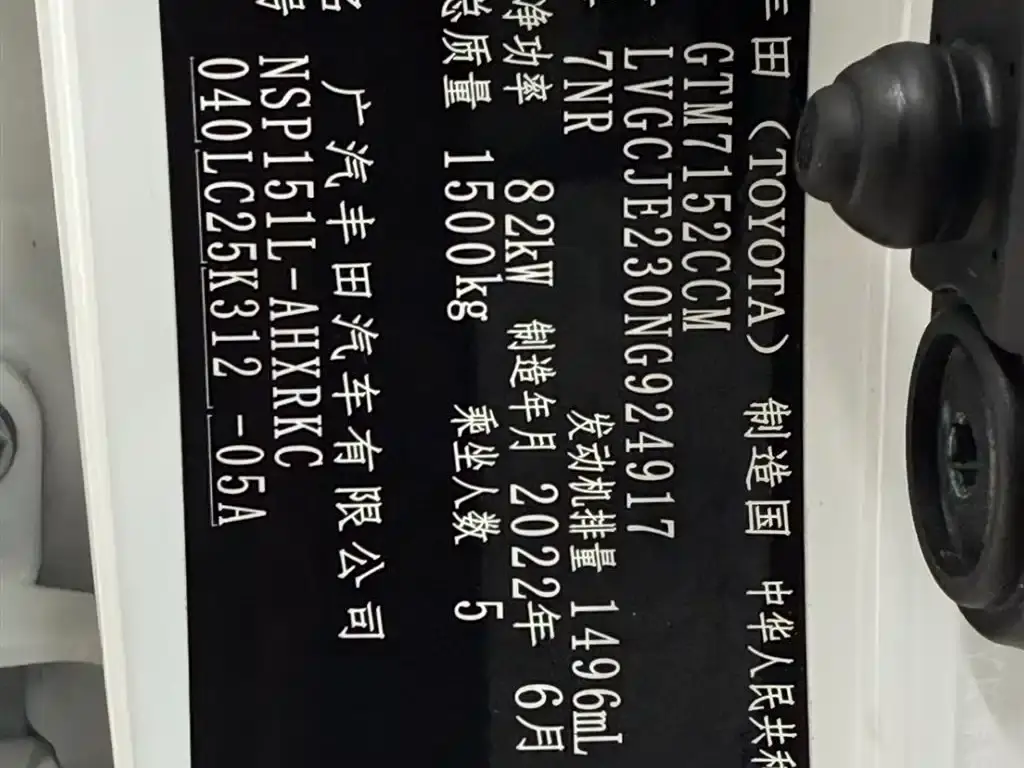 丰田（TOYOTA） 制造国 中华人民共和
GTM7152CCM
LVGCJE230NG924917
7NR 发动机排量 1496mL
净功率 82kW 制造年月 2022年 6月
总质量 1500kg 乘坐人数 5
名 广汽丰田汽车有限公司
号 NSP151L-AHXRKC
040LC25K312 -05A